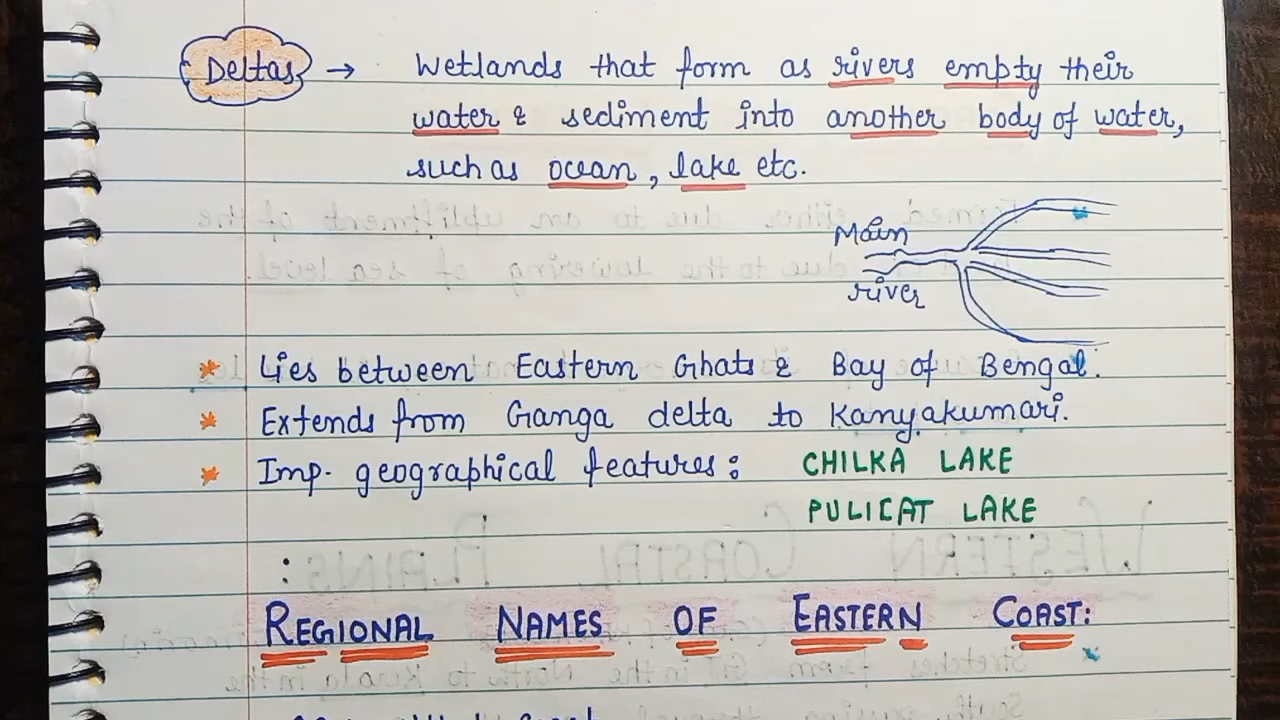 Deltas → Wetlands that form as rivers empty their
water & sediment into another body of water,
such as ocean, lake etc.
Main
river
* Lies between Eastern Ghats & Bay of Bengal.
* Extends from Ganga delta to Kanyakumari.
* Imp. geographical features : CHILKA LAKE
PULICAT LAKE
:
REGIONAL NAMES OF EASTERN COAST: